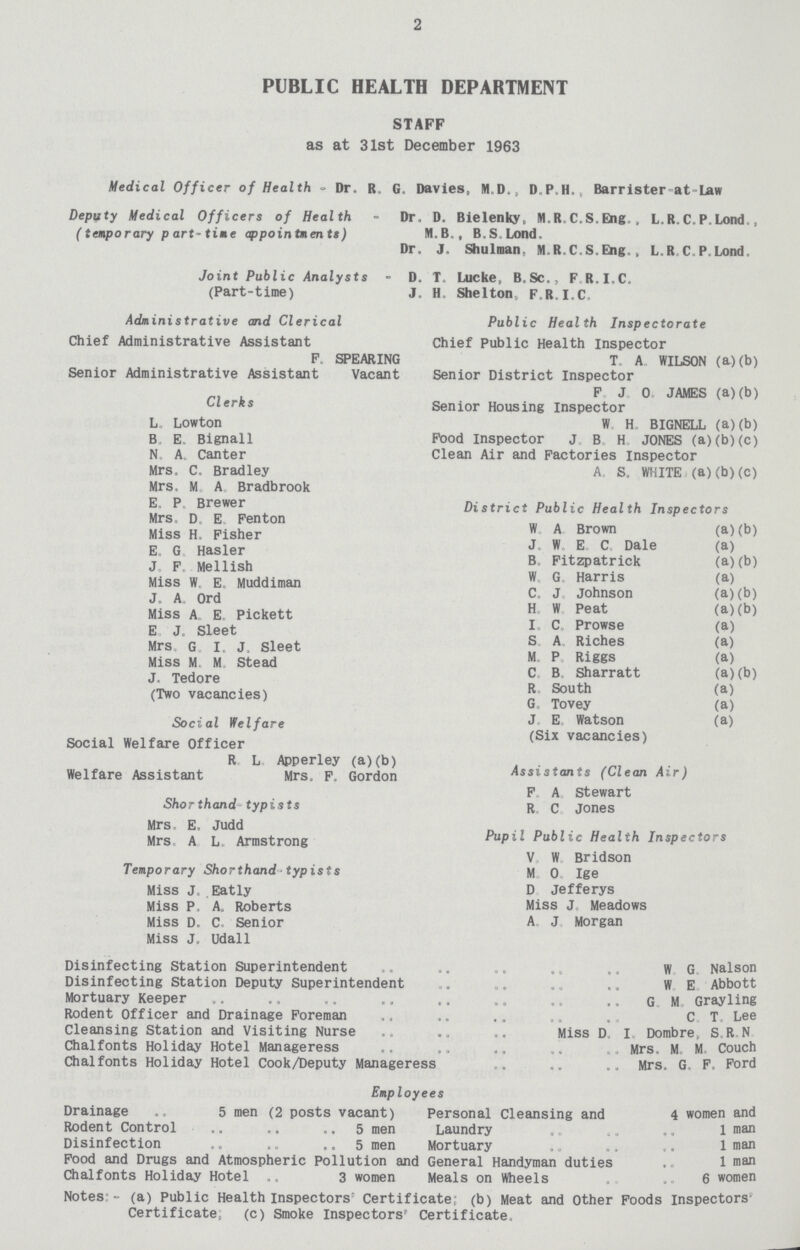 2
PUBLIC HEALTH DEPARTMENT
STAFF
as at 31st December 1963
Medical Officer of Health - Dr. R. G. Davies, M.D., D.P.H., Barrister-at-Law
Deputy Medical Officers of Health - Dr. D. Bielenky, M.R.C.S.Eng., L.R.C.P.Lond.,
(temporary part-time appointments) M.B., B.S.Lond.
Dr. J. Shulman, M.R.C.S.Eng., L.R.C.P.Lond.
Joint Public Analysts - D. T. Lucke, B.Sc., F.R.I.C.
(Part-time) J. H. Shelton, F.R.I.C.
Administrative and Clerical
Chief Administrative Assistant
F. SPEARING
Senior Administrative Assistant Vacant
Clerks
L. Lowton
B. E. Bignall
N. A. Canter
Mrs. C. Bradley
Mrs. M. A. Bradbrook
E. P. Brewer
Mrs. D. E. Fenton
Miss H. Fisher
E. G. Hasler
J. F. Mellish
Miss W. E. Muddiman
J. A. Ord
Miss A. E. Pickett
E. J. Sleet
Mrs. G. I. J. Sleet
Miss M. M. Stead
J. Tedore
(Two vacancies)
Social Welfare
Social Welfare Officer
R. L. Apperley (a)(b)
Welfare Assistant Mrs. F. Gordon
Shorthand-typists
Mrs. E. Judd
Mrs. A. L. Armstrong
Temporary Shorthand-typists
Miss J. Eatly
Miss P. A. Roberts
Miss D. C. Senior
Miss J. Udall
Public Health Inspectorate
Chief Public Health Inspector
T. A. WILSON (a)(b)
Senior District Inspector
F. J. O. JAMES (a)(b)
Senior Housing Inspector
W. H. BIGNELL (a)(b)
Food Inspector J. B. H. JONES (a)(b)(c)
Clean Air and Factories Inspector
A. S. WHITE (a)(b)(c)
District Public Health Inspectors
W. A. Brown (a)(b)
J. W. E. C. Dale (a)
B. Fitzpatrick (a)(b)
W. G. Harris (a)
C. J. Johnson (a)(b)
H. W. Peat (a)(b)
I. C. Prowse (a)
S. A. Riches (a)
M. P. Riggs (a)
C. B. Sharratt (a)(b)
R. South (a)
G. Tovey (a)
J. E. Watson (a)
(Six vacancies)
Assistants (Clean Air)
F. A. Stewart
R. C. Jones
Pupil Public Health Inspectors
V. W. Bridson
M. O. Ige
D. Jefferys
Miss J. Meadows
A. J. Morgan
Disinfecting Station Superintendent .. .. .. .. .. W. G. Nalson
Disinfecting Station Deputy Superintendent .. .. .. .. W. E. Abbott
Mortuary Keeper .. .. .. .. .. .. .. .. G. M. Grayling
Rodent Officer and Drainage Foreman .. .. .. .. .. C. T. Lee
Cleansing Station and Visiting Nurse .. .. .. Miss D. I. Dombre, S.R.N.
Chalfonts Holiday Hotel Manageress .. .. .. .. .. Mrs. M. M. Couch
Chalfonts Holiday Hotel Cook/Deputy Manageress .. .. .. Mrs. G. F. Ford
Employees
Drainage .. 5 men (2 posts vacant) Personal Cleansing and 4 women and
Rodent Control .. .. .. 5 men Laundry .. .. .. 1 man
Disinfection .. .. .. 5 men Mortuary .. .. .. 1 man
Food and Drugs and Atmospheric Pollution and General Handyman duties .. 1 man
Chalfonts Holiday Hotel .. 3 women Meals on Wheels .. .. 6 women
Notes:- (a) Public Health Inspectors' Certificate; (b) Meat and Other Foods Inspectors'
Certificate; (c) Smoke Inspectors' Certificate.